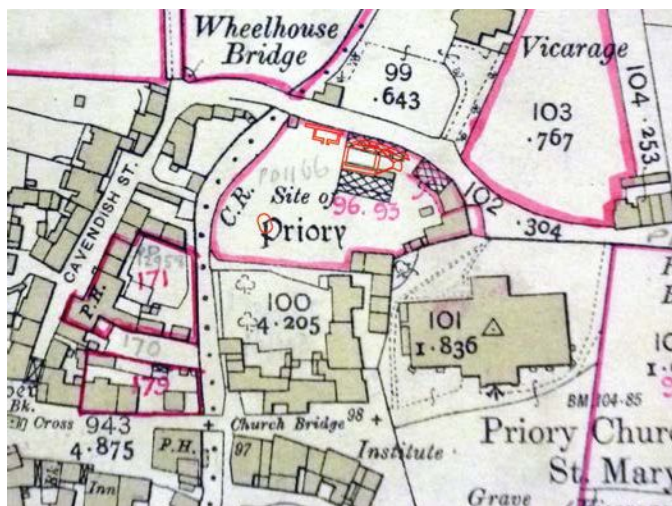 Wheelhouse
Bridge
99
.643
Vicarage
103
.767
104
.253
CAVENDISH ST.
C.R.
Site of
Priory
96. 93
102
.304
171
P.H.
170
179
100
4.205
101
1.836
BM 104.85
Bk.
Cross
943
4.875
P.H.
Inn
Church Bridge
98
97
Institute
Priory Church
St. Mary
Grave